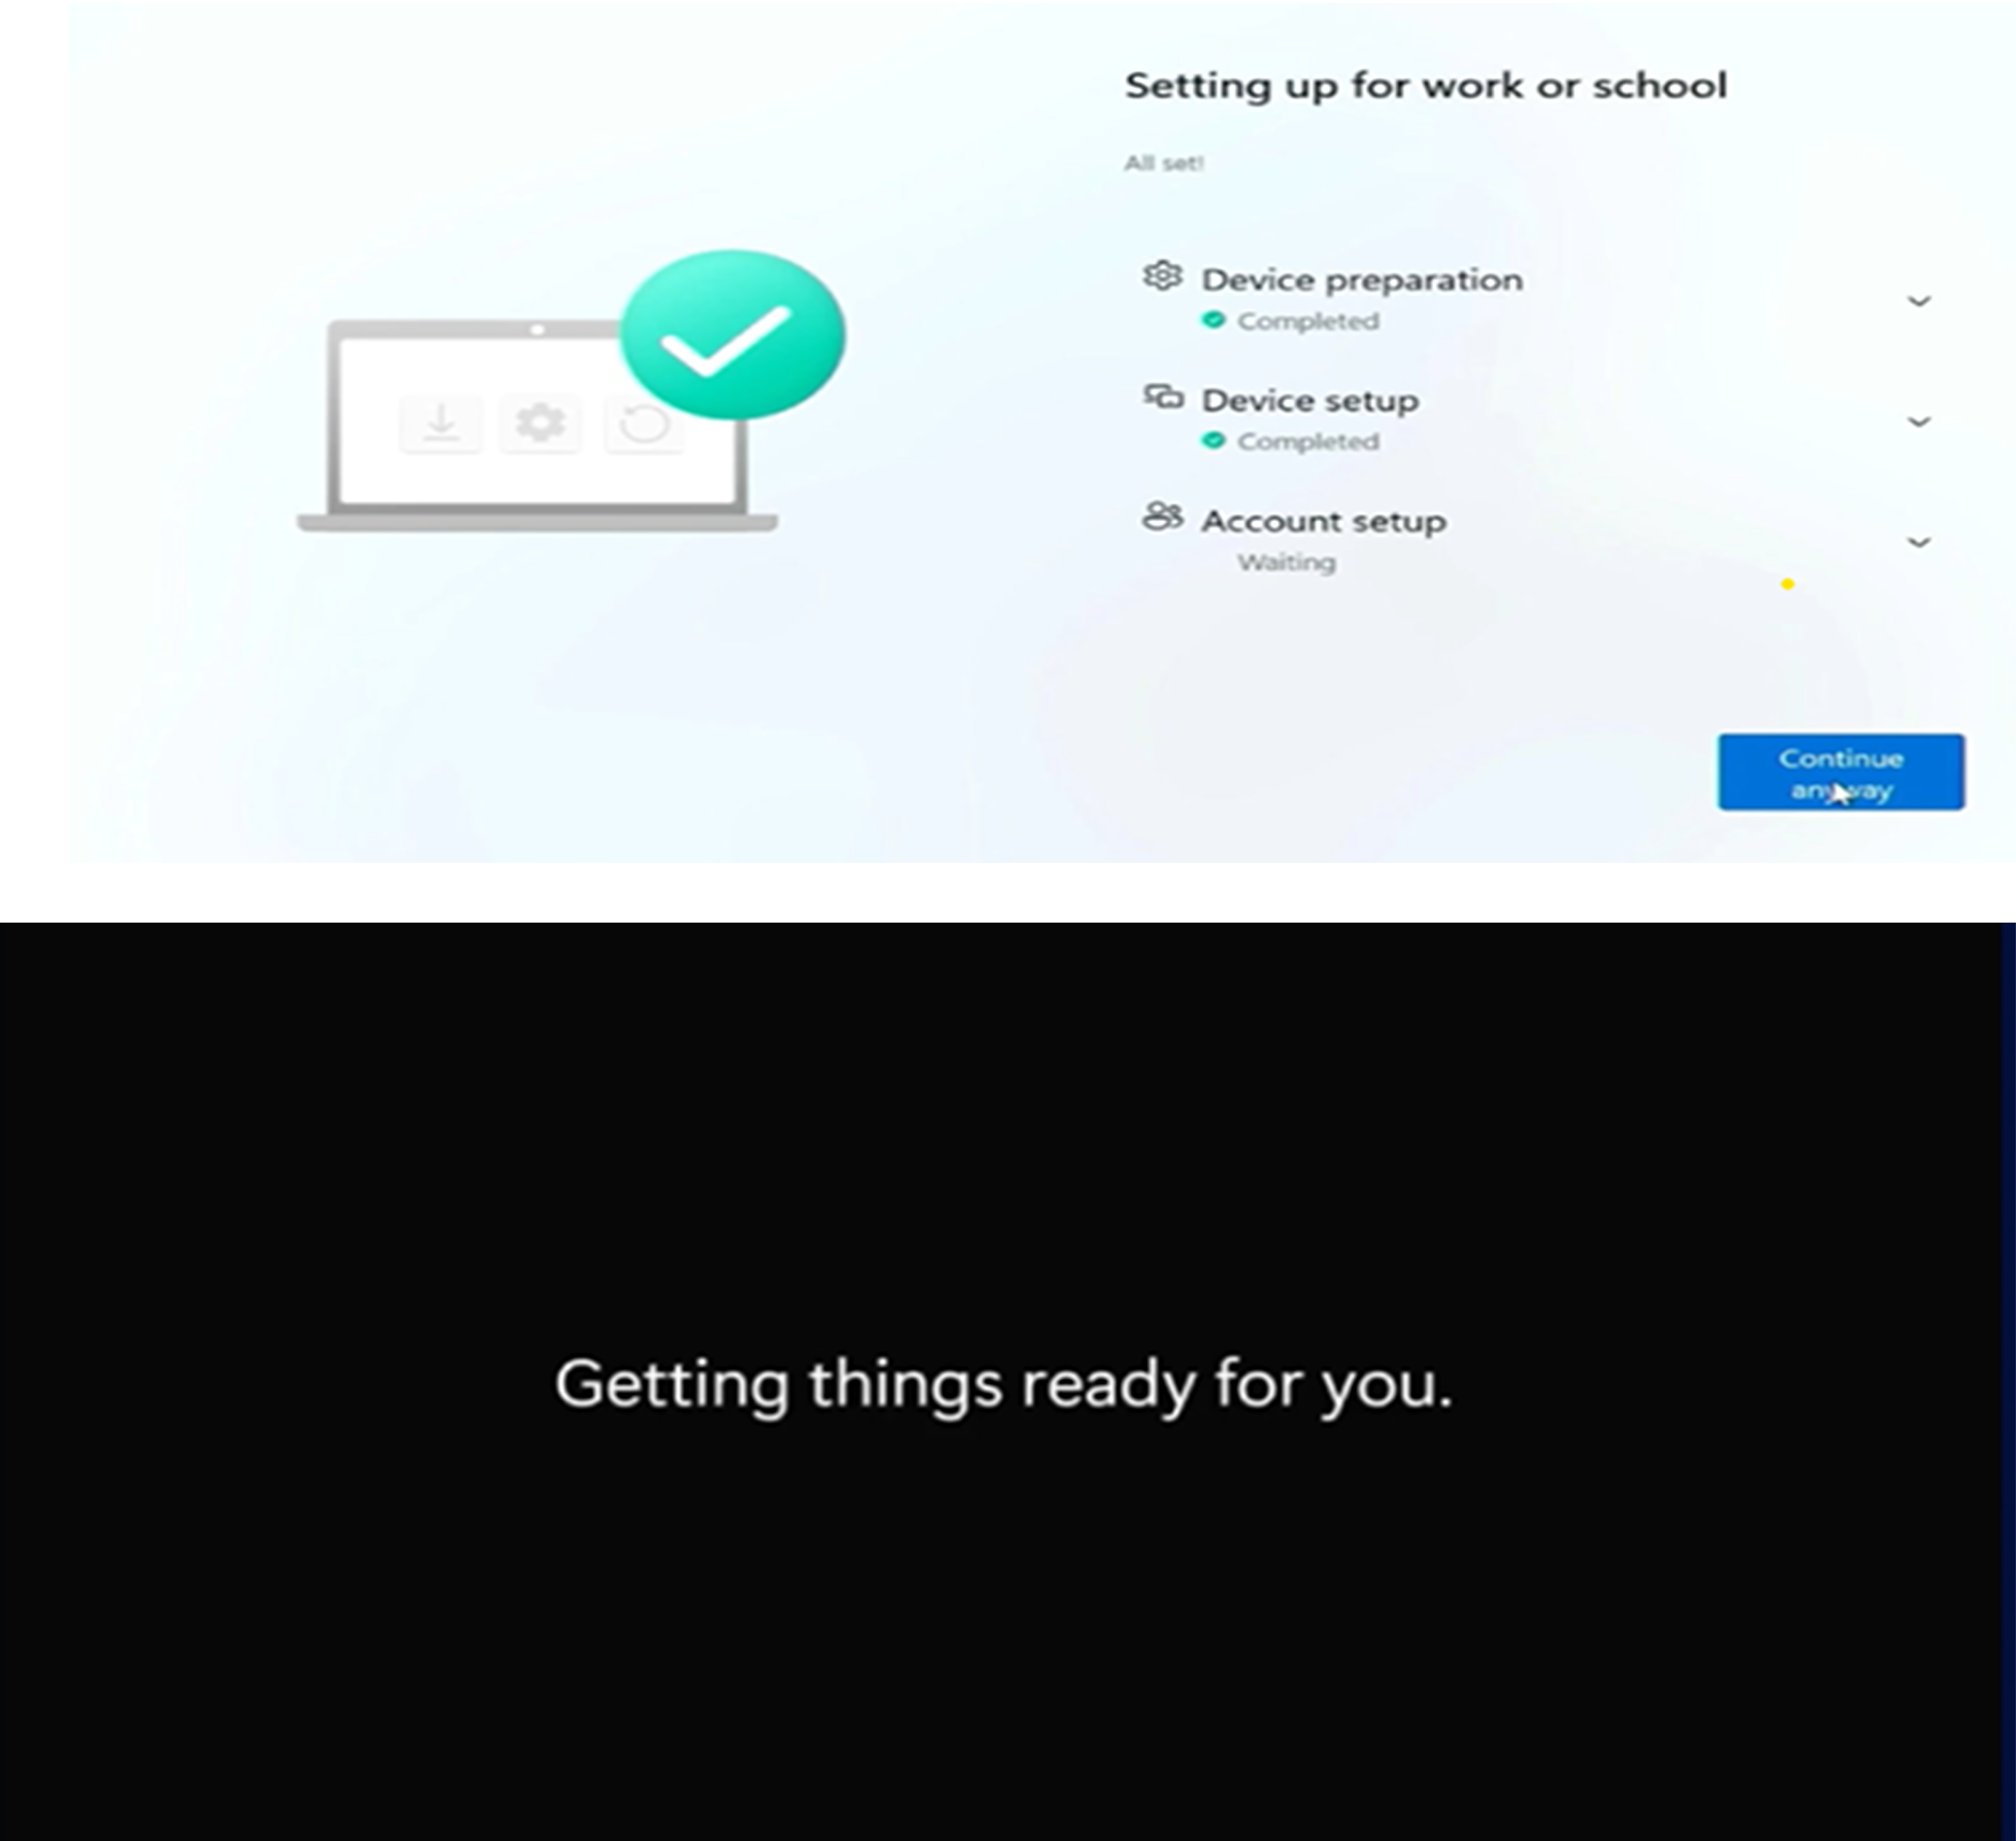 Setting up for work or school
All set!
Device preparation
Completed
Device setup
Completed
Account setup
Waiting
Continue
anyway
Getting things ready for you.